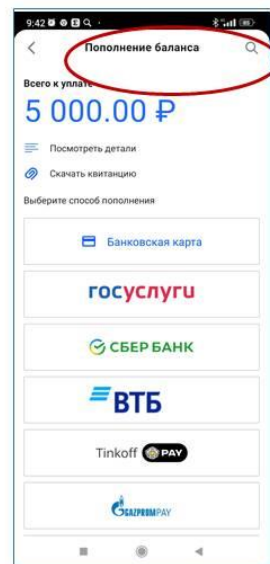 9:42
Пополнение баланса
Всего к уплате
5 000.00 ₽
Посмотреть детали
Скачать квитанцию
Выберите способ пополнения
Банковская карта
госуслуги
СБЕР БАНК
ВТБ
Tinkoff PAY
GAZPROMPAY